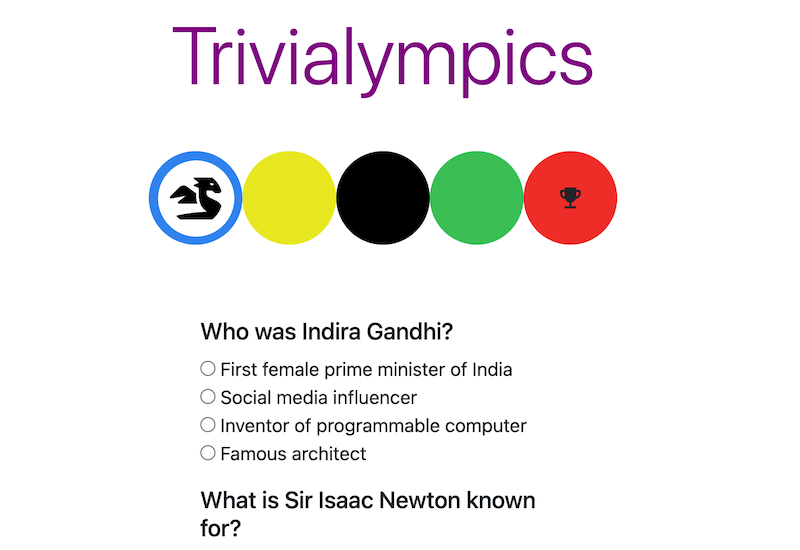 Trivialympics
Who was Indira Gandhi?
First female prime minister of India
Social media influencer
Inventor of programmable computer
Famous architect
What is Sir Isaac Newton known
for?